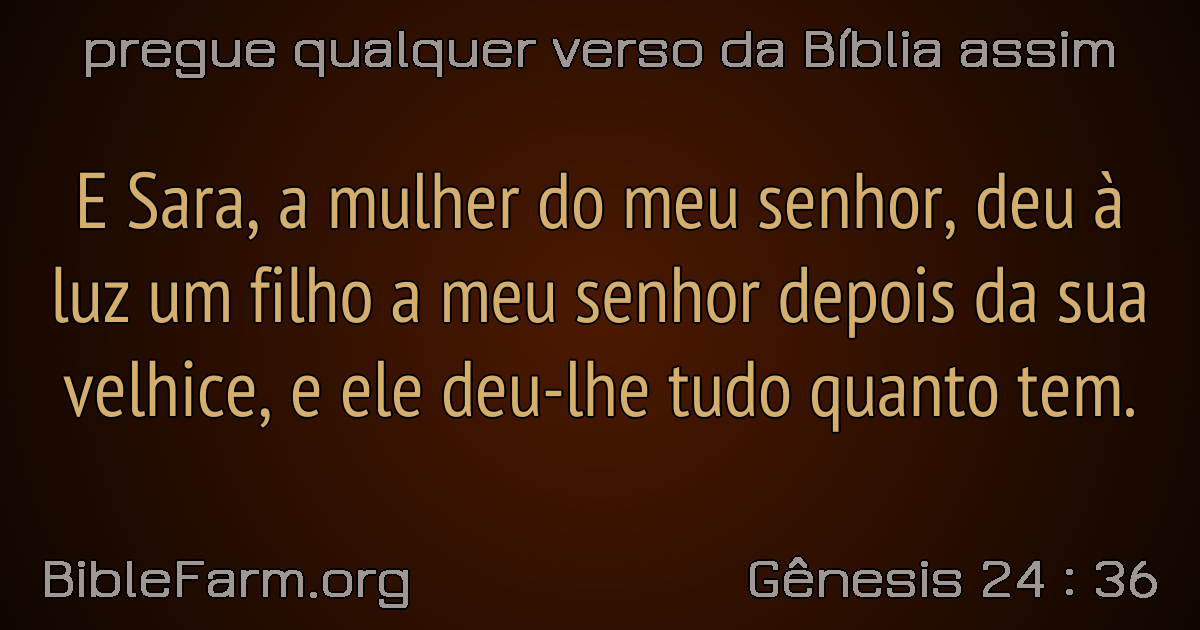 pregue qualquer verso da Bíblia assim
E Sara, a mulher do meu senhor, deu à
luz um filho a meu senhor depois da sua
velhice, e ele deu-lhe tudo quanto tem.
BibleFarm.org
Gênesis 24 : 36